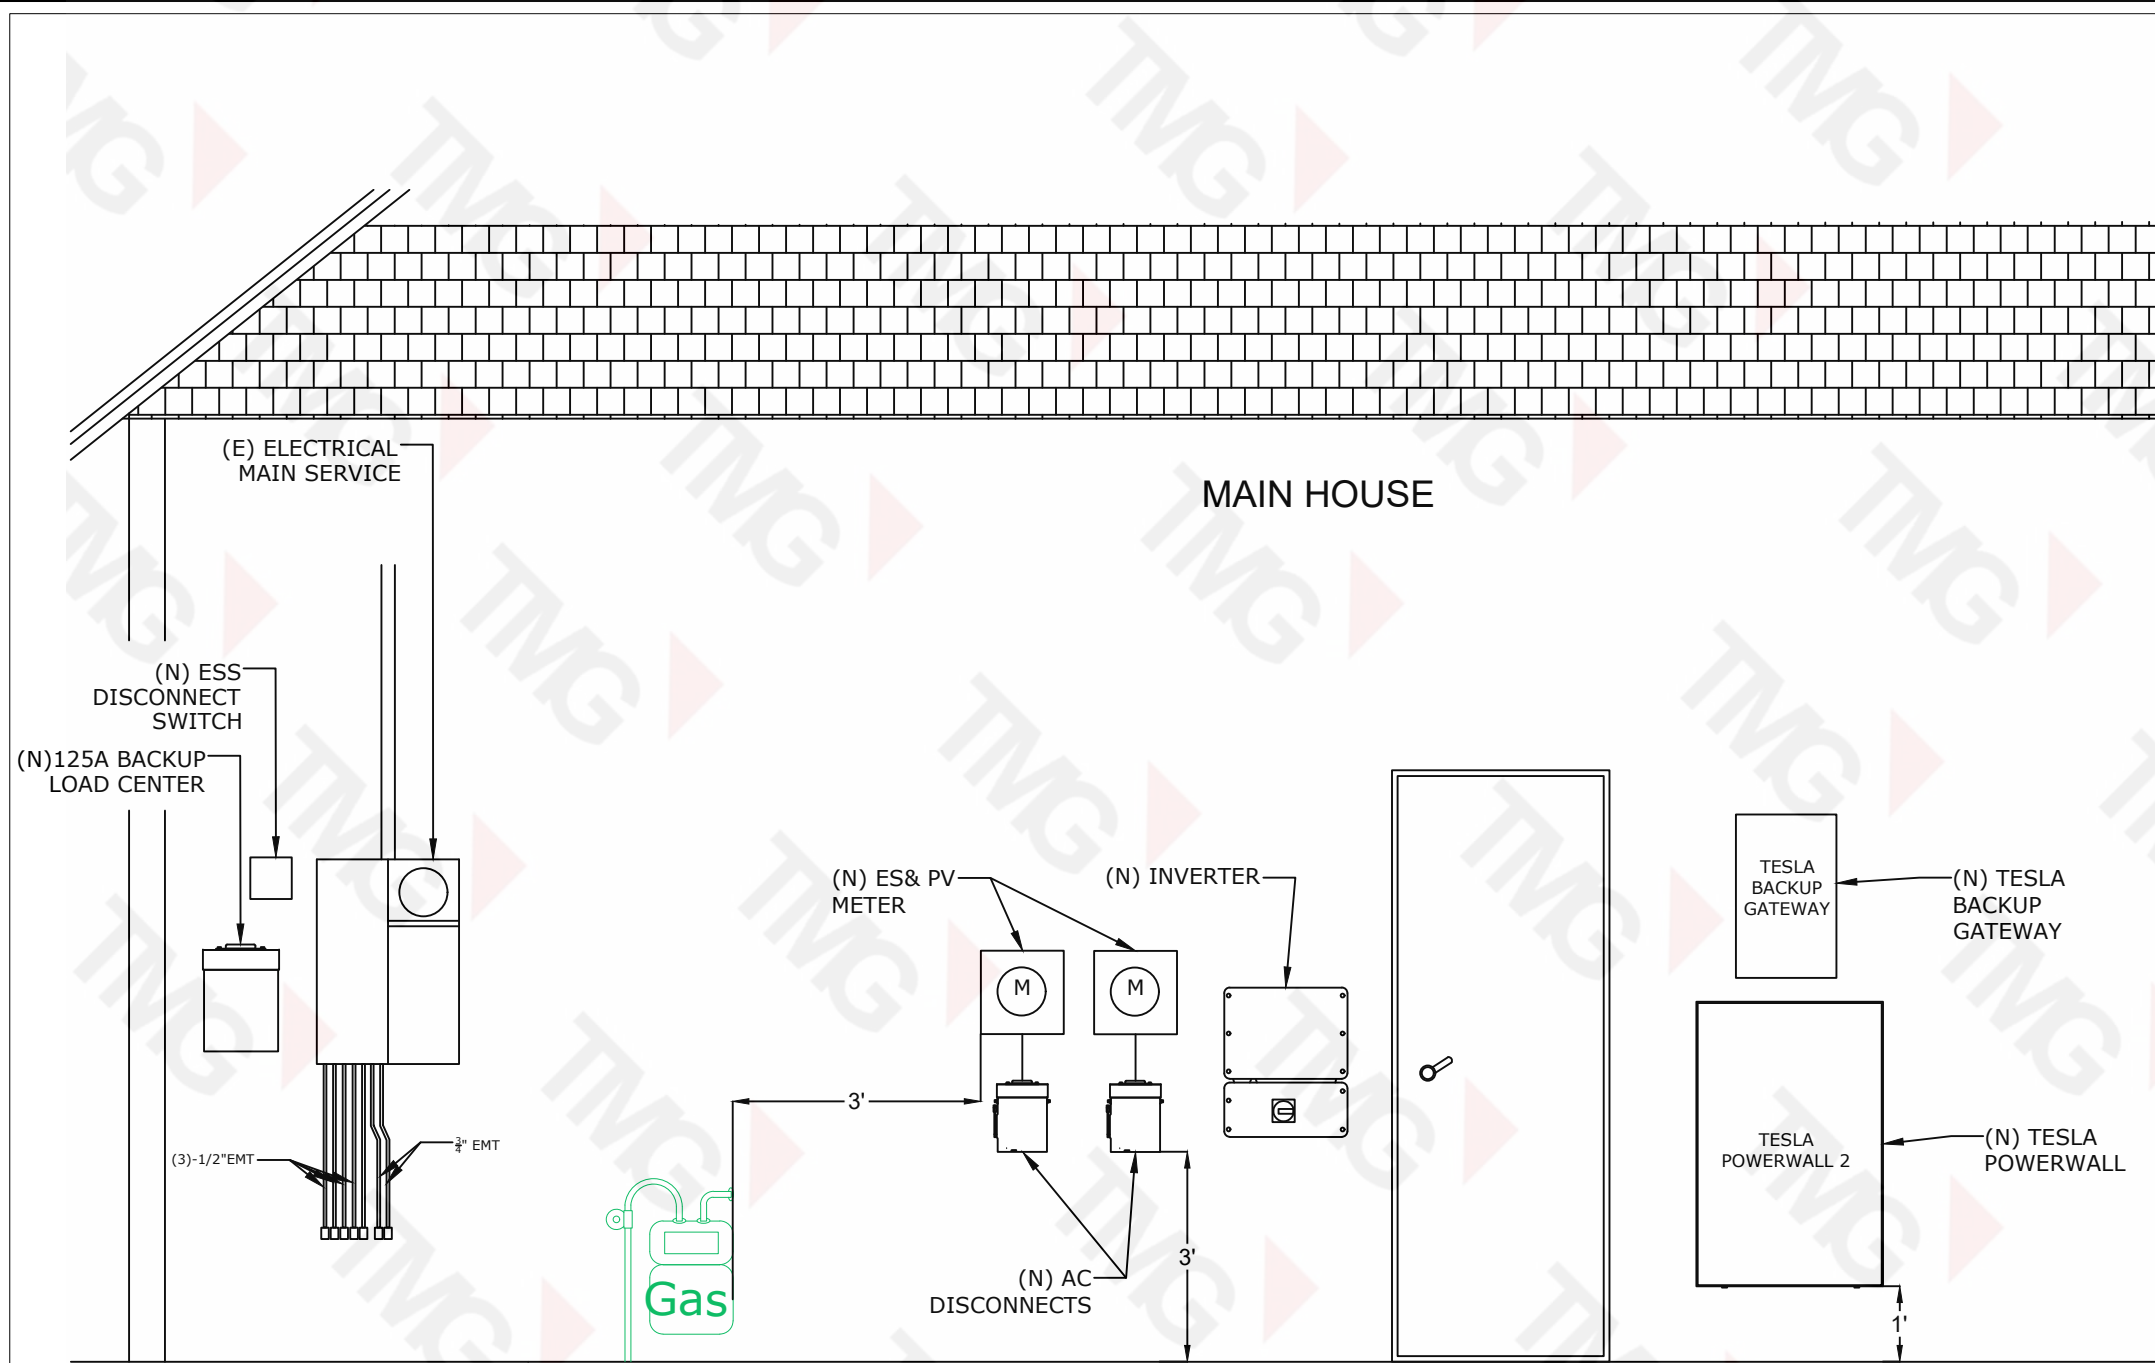 (E) ELECTRICAL
MAIN SERVICE
MAIN HOUSE
(N) ESS
DISCONNECT
SWITCH
(N)125A BACKUP
LOAD CENTER
(N) ES& PV
METER
(N) INVERTER
TESLA
BACKUP
GATEWAY
(N) TESLA
BACKUP
GATEWAY
M
M
3'
(3)-1/2"EMT
3/4" EMT
TESLA
POWERWALL 2
(N) TESLA
POWERWALL
Gas
(N) AC
DISCONNECTS
3'
1'
TMG